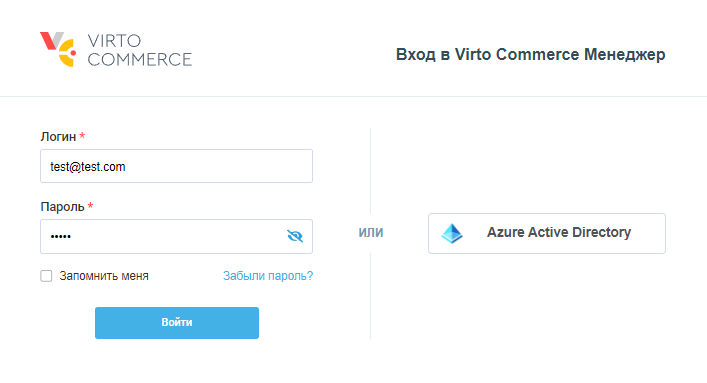 VIRTO
COMMERCE
Вход в Virto Commerce Менеджер
Логин *
test@test.com
Пароль *
•••••
ИЛИ
Azure Active Directory
Запомнить меня
Забыли пароль?
Войти